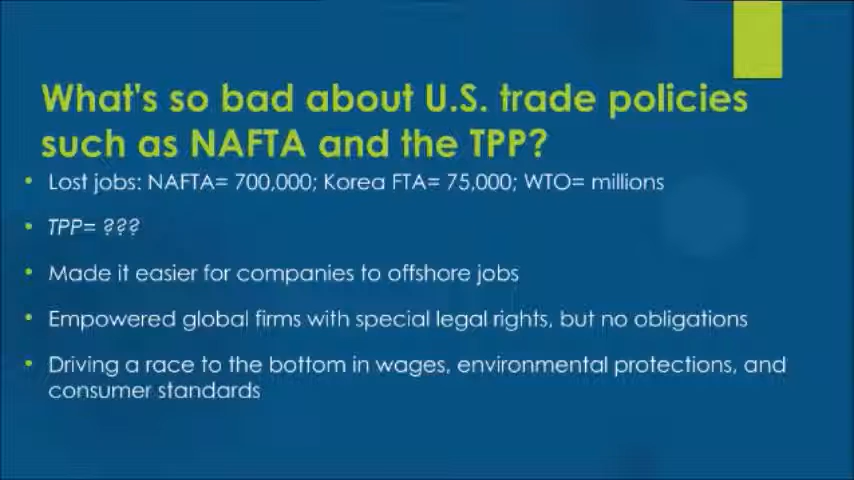 What's so bad about U.S. trade policies
such as NAFTA and the TPP?
• Lost jobs: NAFTA= 700,000; Korea FTA= 75,000; WTO= millions
• TPP= ???
• Made it easier for companies to offshore jobs
• Empowered global firms with special legal rights, but no obligations
• Driving a race to the bottom in wages, environmental protections, and
consumer standards